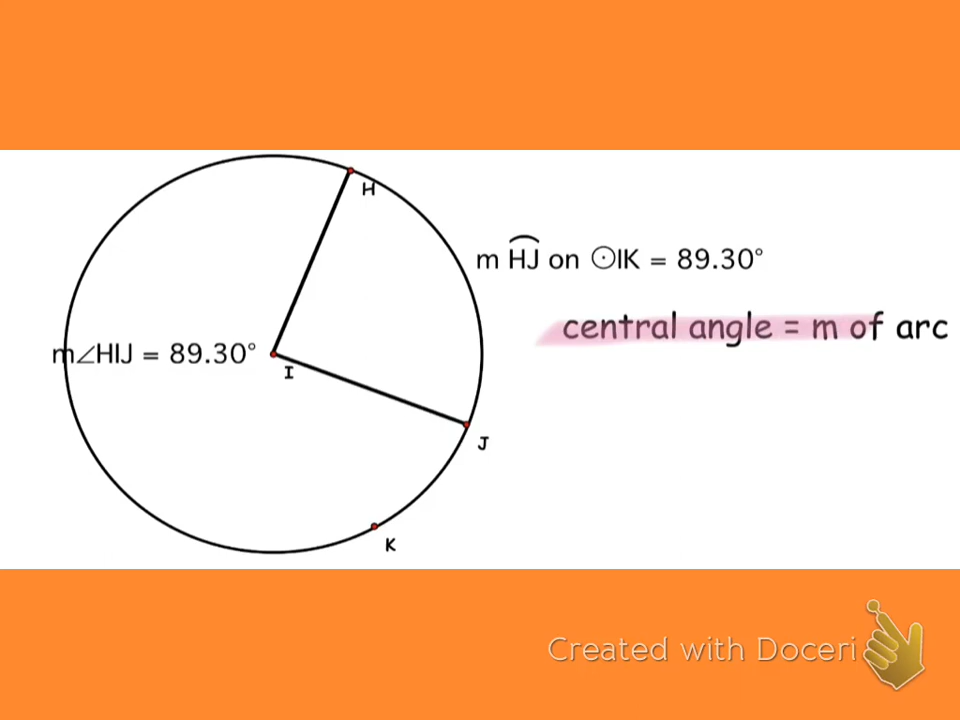 H
m HJ on ⊙IK = 89.30°
central angle = m of arc
m∠HIJ = 89.30°
I
J
K
Created with Doceri